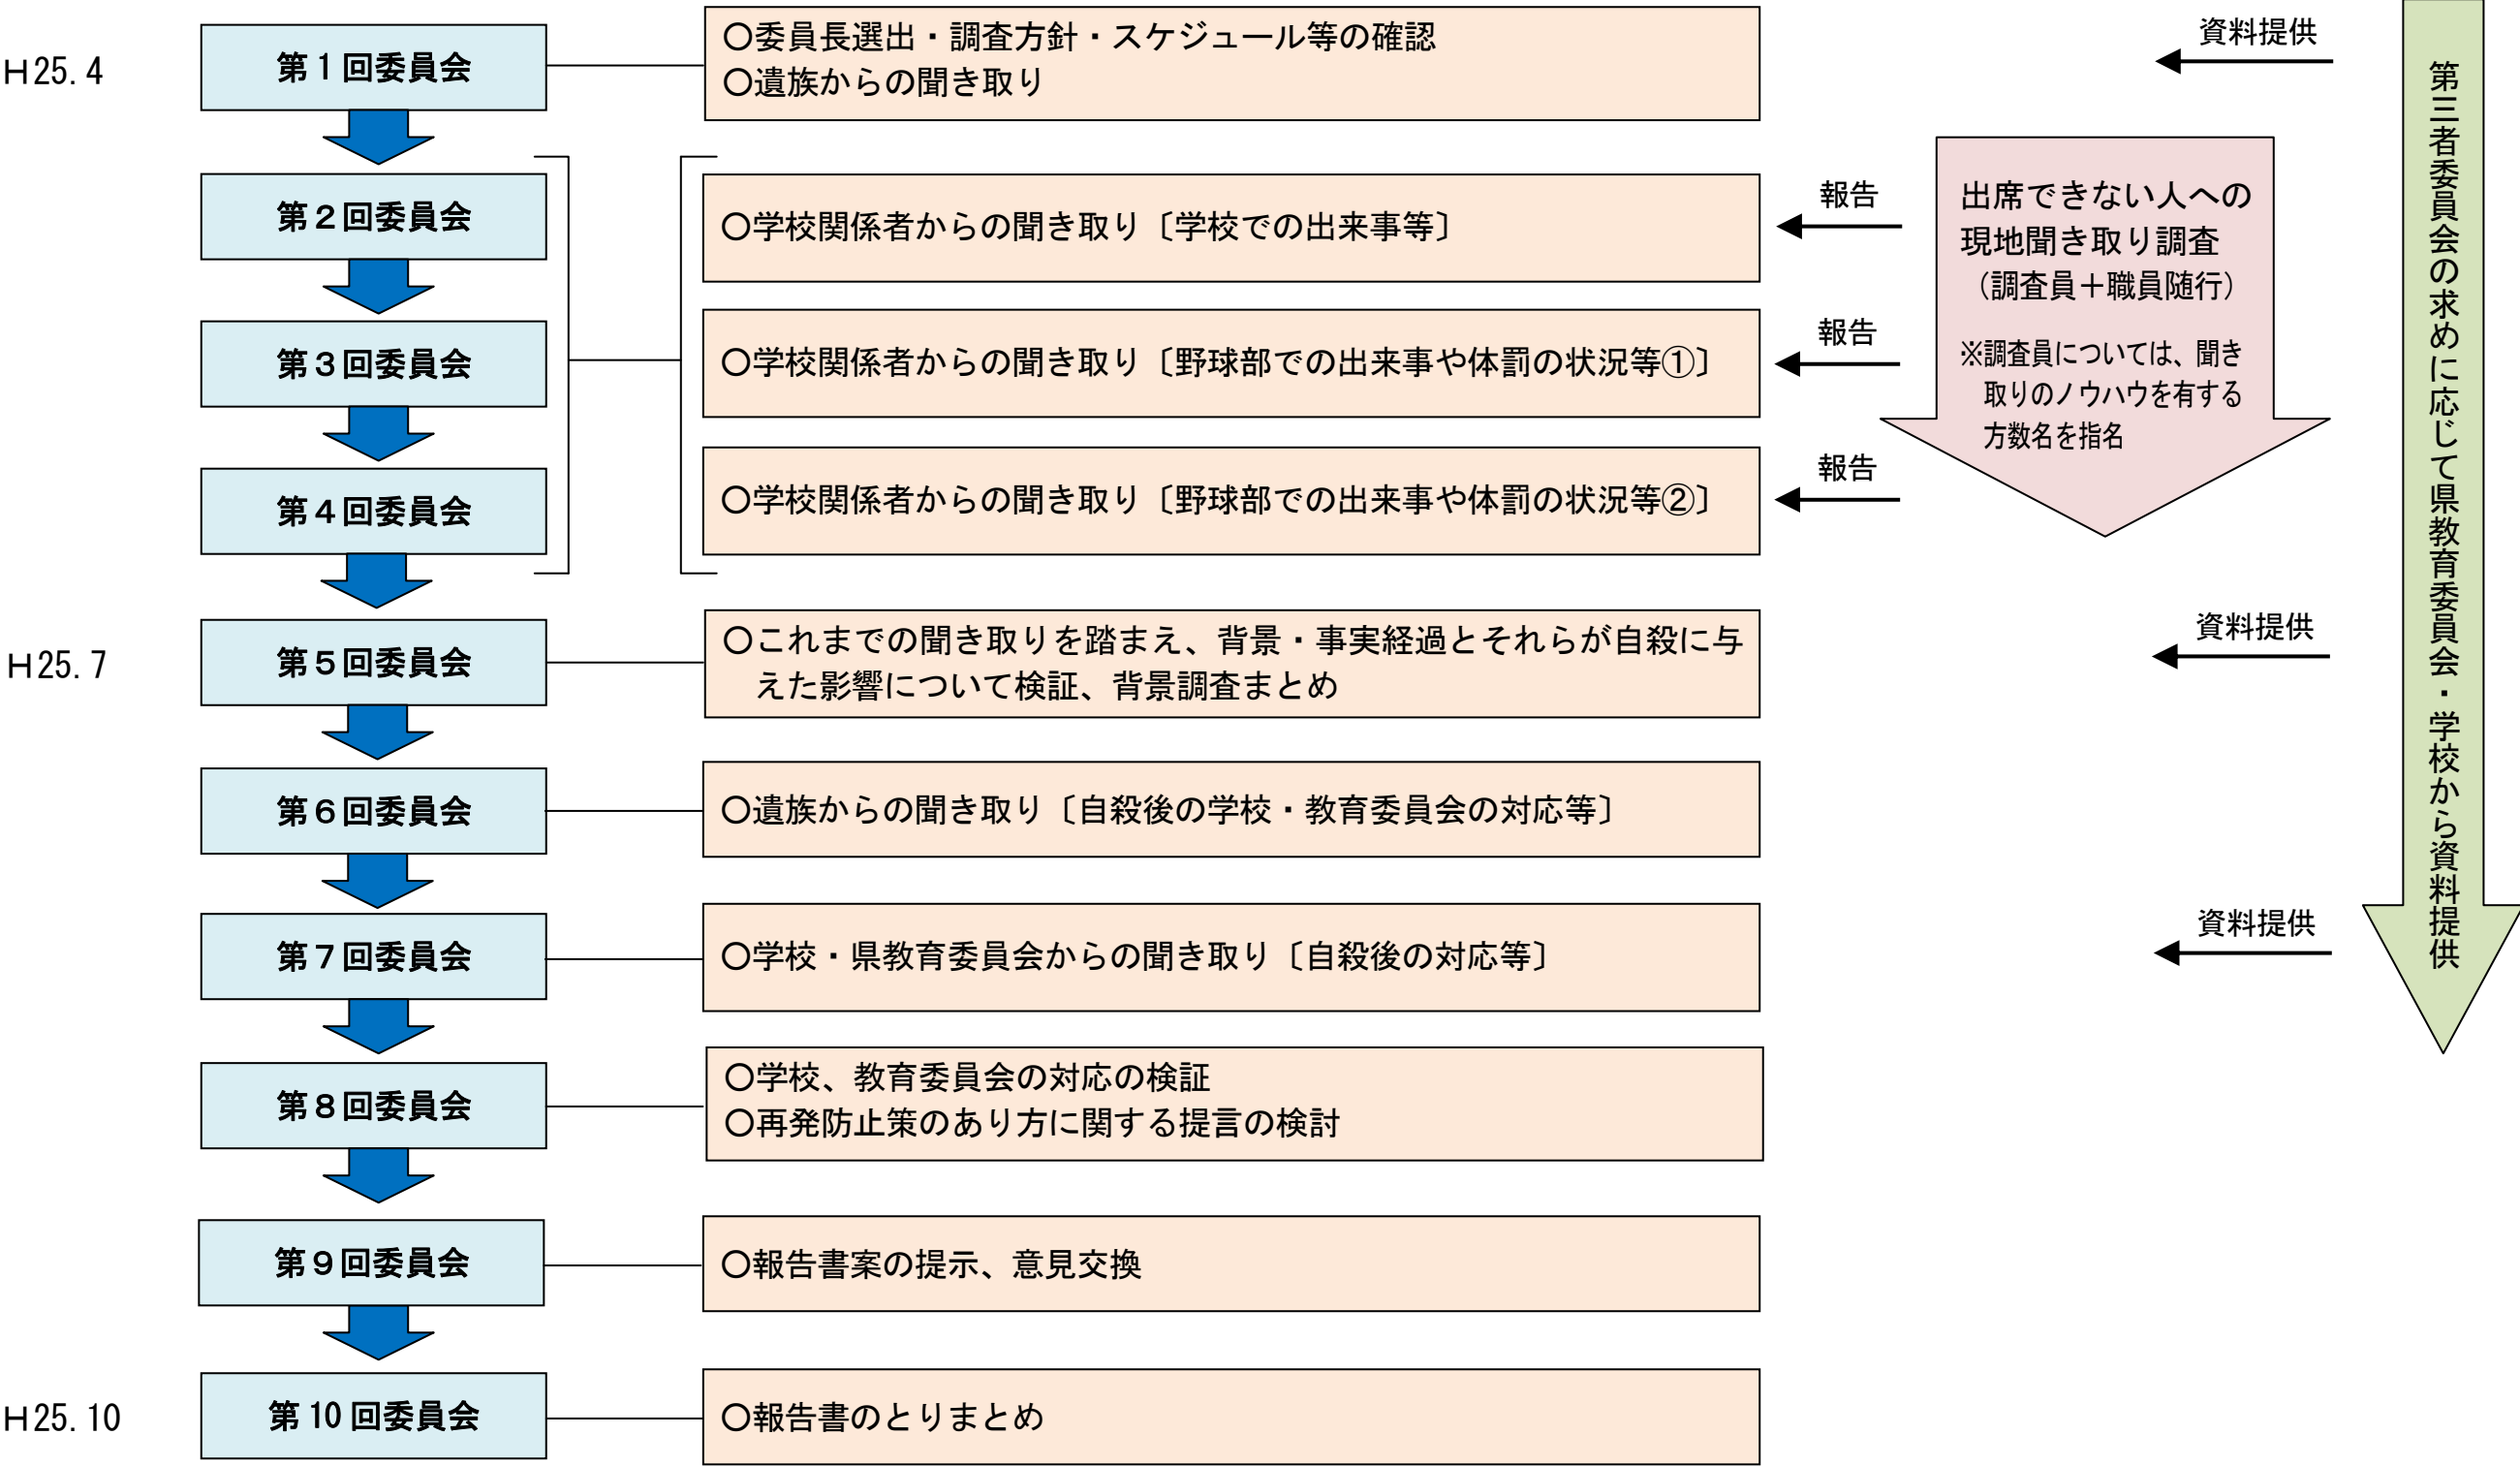 H25.4
第1回委員会
○委員長選出・調査方針・スケジュール等の確認
○遺族からの聞き取り
資料提供
第2回委員会
○学校関係者からの聞き取り〔学校での出来事等〕
報告
第3回委員会
○学校関係者からの聞き取り〔野球部での出来事や体罰の状況等①〕
報告
第4回委員会
○学校関係者からの聞き取り〔野球部での出来事や体罰の状況等②〕
報告
出席できない人への
現地聞き取り調査
（調査員＋職員随行）
※調査員については、聞き
取りのノウハウを有する
方数名を指名
H25.7
第5回委員会
○これまでの聞き取りを踏まえ、背景・事実経過とそれらが自殺に与
えた影響について検証、背景調査まとめ
資料提供
第6回委員会
○遺族からの聞き取り〔自殺後の学校・教育委員会の対応等〕
第7回委員会
○学校・県教育委員会からの聞き取り〔自殺後の対応等〕
資料提供
第8回委員会
○学校、教育委員会の対応の検証
○再発防止策のあり方に関する提言の検討
第9回委員会
○報告書案の提示、意見交換
H25.10
第10回委員会
○報告書のとりまとめ
第三者委員会の求めに応じて県教育委員会・学校から資料提供